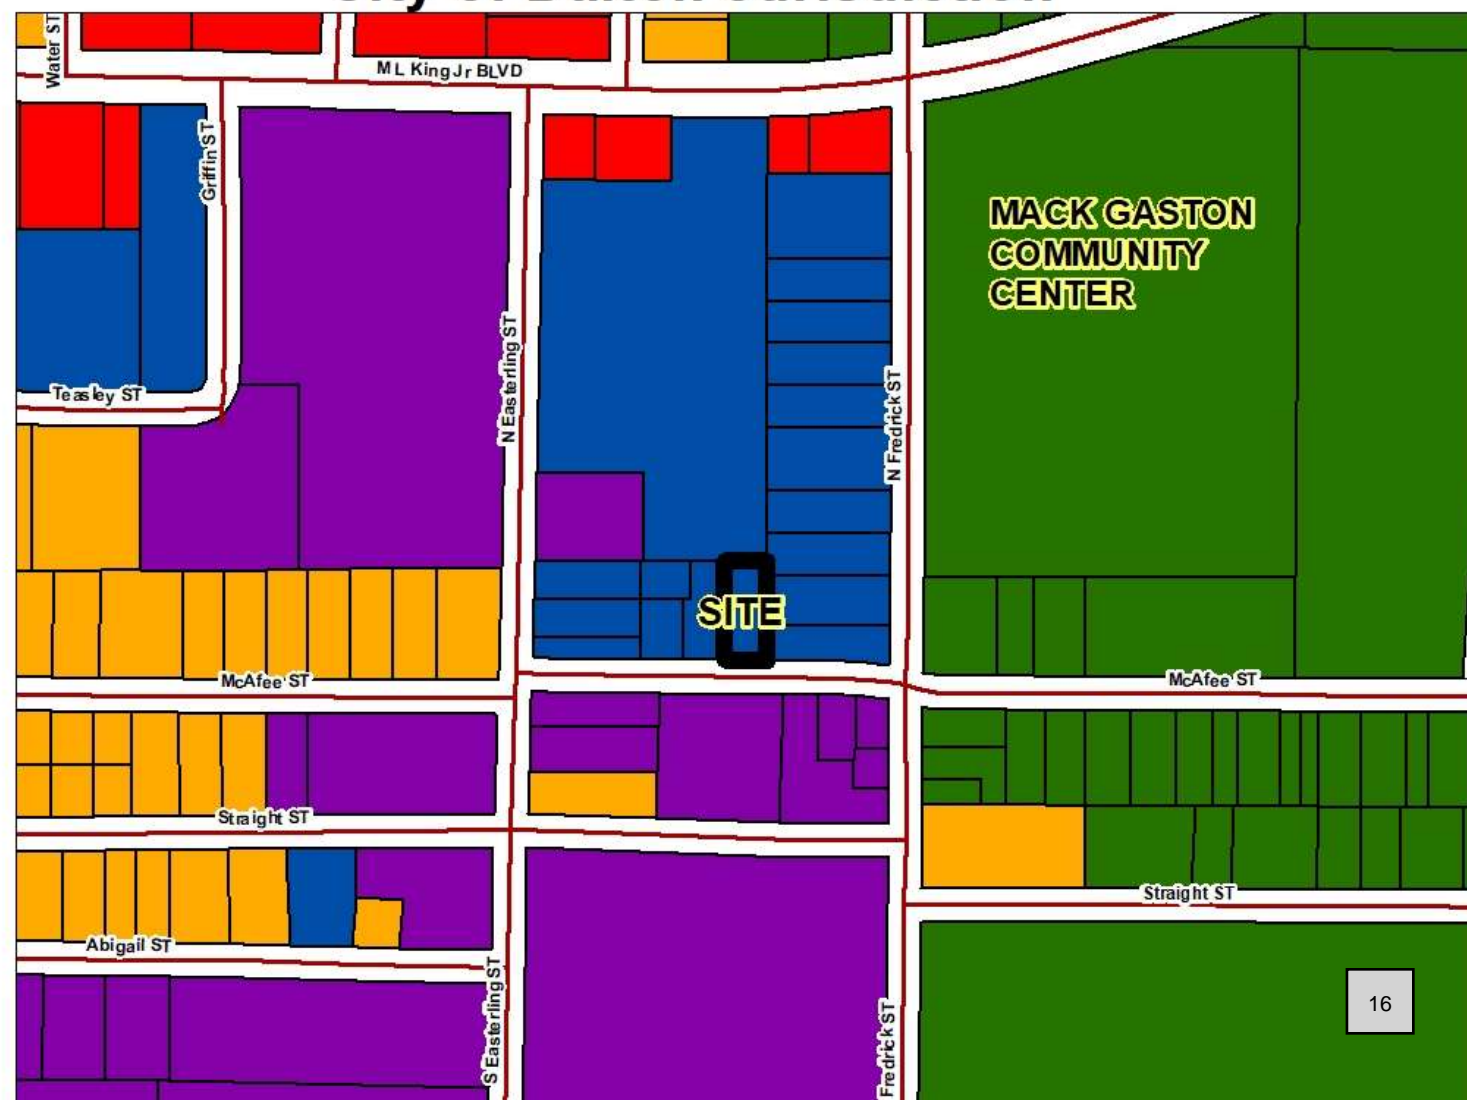 Water ST
M L King Jr BLVD
Griffin ST
MACK GASTON
COMMUNITY
CENTER
N Easterling ST
N Fredrick ST
Teasley ST
SITE
McAfee ST
McAfee ST
Straight ST
Straight ST
Abigail ST
S Easterling ST
Fredrick ST
16